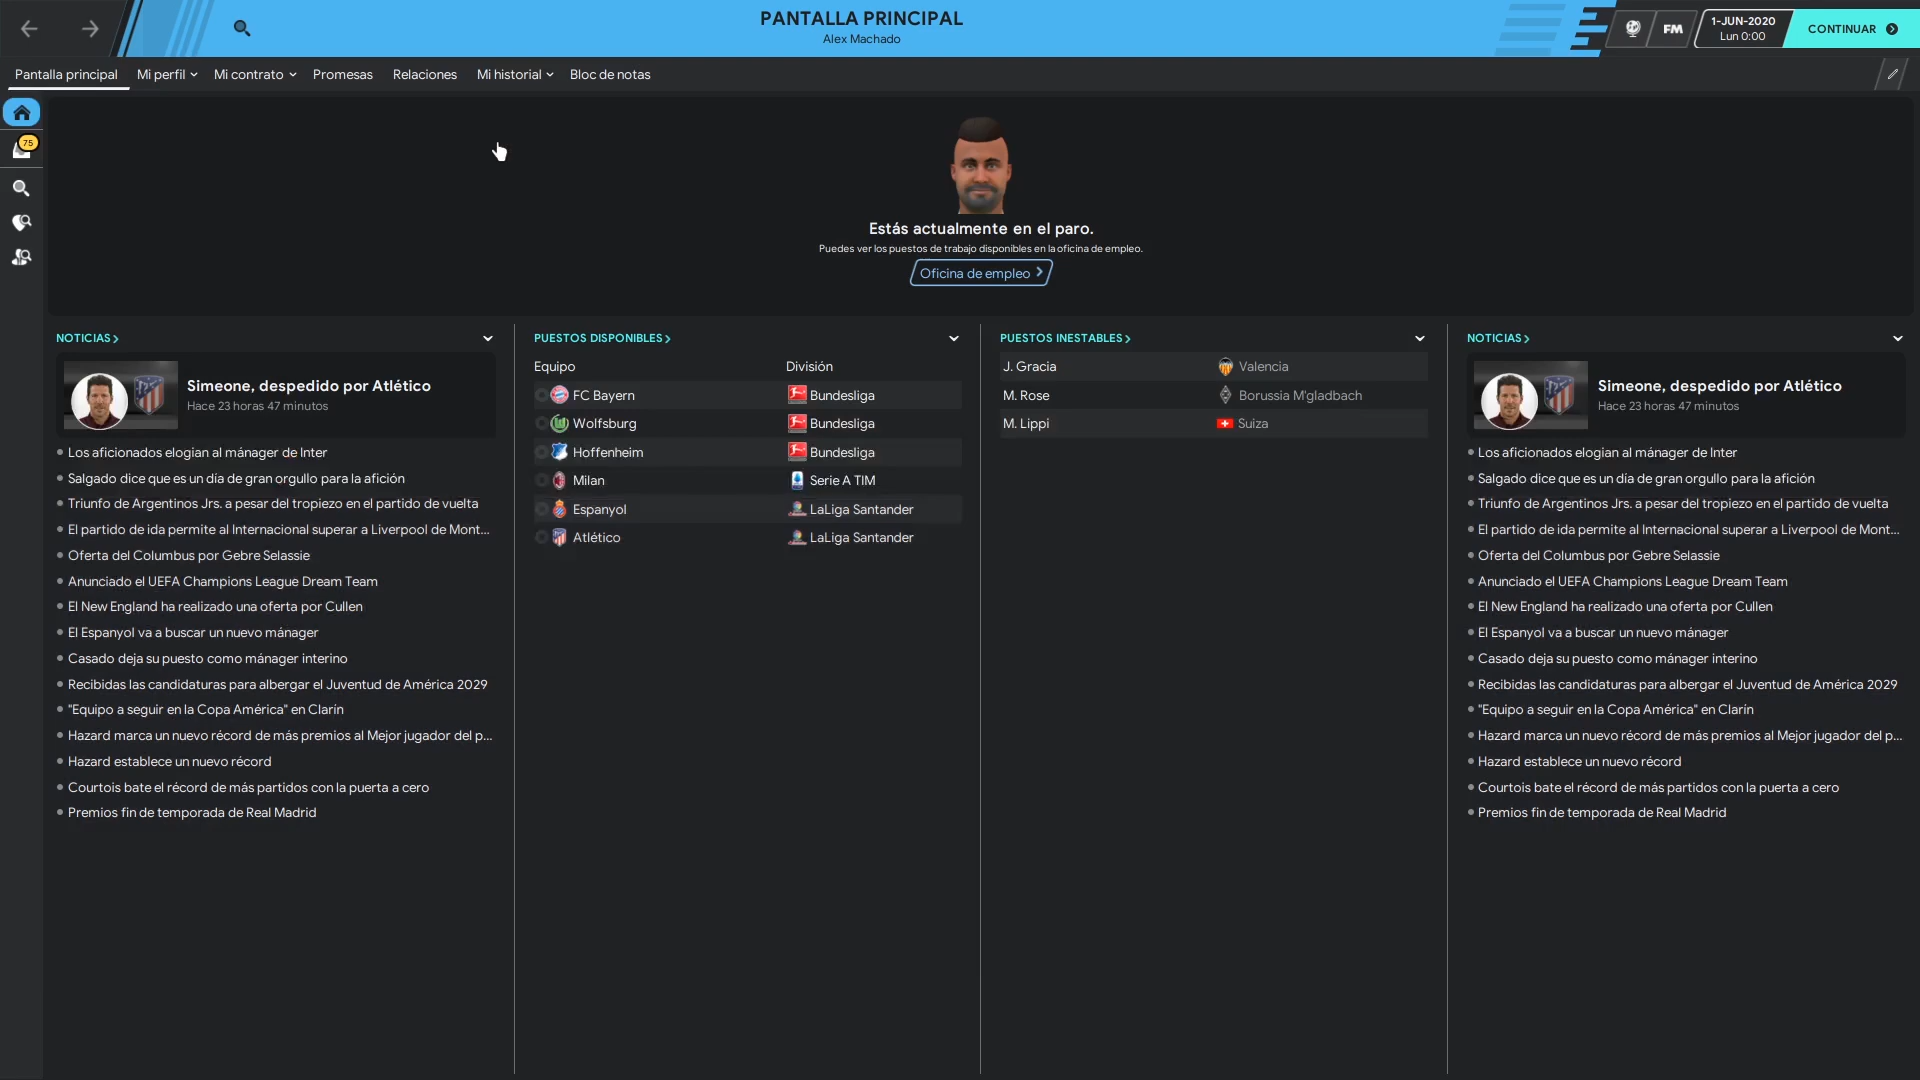 PANTALLA PRINCIPAL
Alex Machado
FM
1-JUN-2020
Lun 0:00
CONTINUAR
Pantalla principal
Mi perfil
Mi contrato
Promesas
Relaciones
Mi historial
Bloc de notas
75
Estás actualmente en el paro.
Puedes ver los puestos de trabajo disponibles en la oficina de empleo.
Oficina de empleo
NOTICIAS
Simeone, despedido por Atlético
Hace 23 horas 47 minutos
Los aficionados elogian al mánager de Inter
Salgado dice que es un día de gran orgullo para la afición
Triunfo de Argentinos Jrs. a pesar del tropiezo en el partido de vuelta
El partido de ida permite al Internacional superar a Liverpool de Mont...
Oferta del Columbus por Gebre Selassie
Anunciado el UEFA Champions League Dream Team
El New England ha realizado una oferta por Cullen
El Espanyol va a buscar un nuevo mánager
Casado deja su puesto como mánager interino
Recibidas las candidaturas para albergar el Juventud de América 2029
"Equipo a seguir en la Copa América" en Clarín
Hazard marca un nuevo récord de más premios al Mejor jugador del p...
Hazard establece un nuevo récord
Courtois bate el récord de más partidos con la puerta a cero
Premios fin de temporada de Real Madrid
PUESTOS DISPONIBLES
Equipo División
FC Bayern Bundesliga
Wolfsburg Bundesliga
Hoffenheim Bundesliga
Milan Serie A TIM
Espanyol LaLiga Santander
Atlético LaLiga Santander
PUESTOS INESTABLES
J. Gracia Valencia
M. Rose Borussia M'gladbach
M. Lippi Suiza
NOTICIAS
Simeone, despedido por Atlético
Hace 23 horas 47 minutos
Los aficionados elogian al mánager de Inter
Salgado dice que es un día de gran orgullo para la afición
Triunfo de Argentinos Jrs. a pesar del tropiezo en el partido de vuelta
El partido de ida permite al Internacional superar a Liverpool de Mont...
Oferta del Columbus por Gebre Selassie
Anunciado el UEFA Champions League Dream Team
El New England ha realizado una oferta por Cullen
El Espanyol va a buscar un nuevo mánager
Casado deja su puesto como mánager interino
Recibidas las candidaturas para albergar el Juventud de América 2029
"Equipo a seguir en la Copa América" en Clarín
Hazard marca un nuevo récord de más premios al Mejor jugador del p...
Hazard establece un nuevo récord
Courtois bate el récord de más partidos con la puerta a cero
Premios fin de temporada de Real Madrid